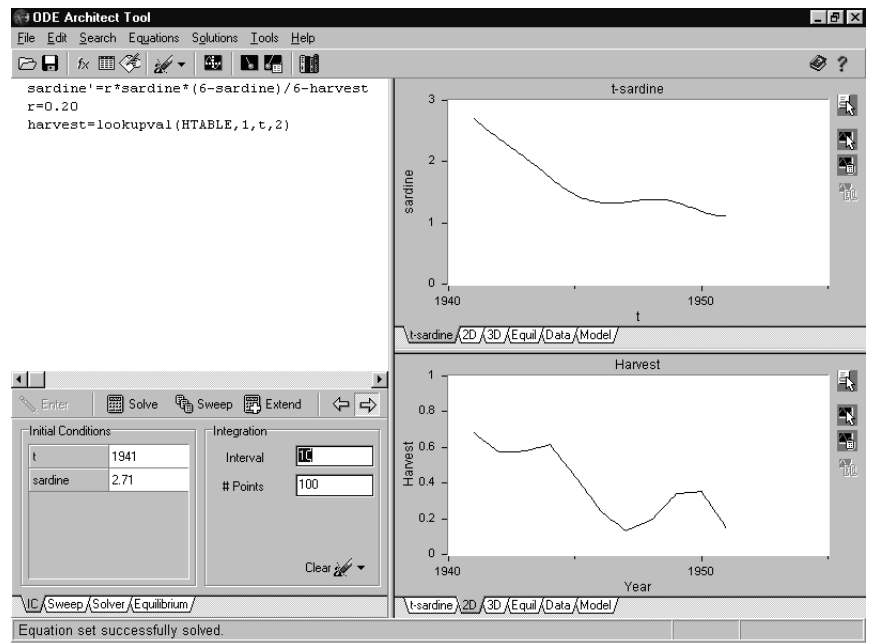 ODE Architect Tool
File Edit Search Equations Solutions Tools Help
fx
?
sardine'=r*sardine*(6-sardine)/6-harvest
r=0.20
harvest=lookupval(HTABLE,1,t,2)
t-sardine
3
2
1
0
sardine
1940 1950
t
t-sardine 2D 3D Equil Data Model
Enter Solve Sweep Extend
Initial Conditions
t 1941
sardine 2.71
Integration
Interval 10
# Points 100
Clear
IC Sweep Solver Equilibrium
Harvest
1
0.8
0.6
0.4
0.2
0
Harvest
1940 1950
Year
t-sardine 2D 3D Equil Data Model
Equation set successfully solved.